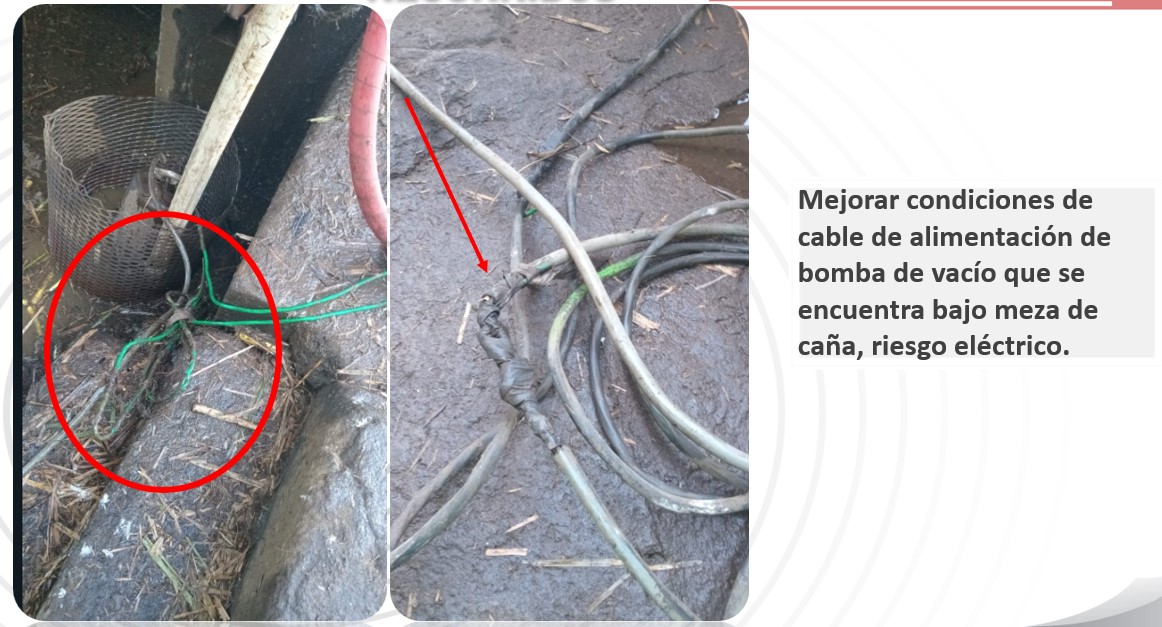 Mejorar condiciones de
cable de alimentación de
bomba de vacío que se
encuentra bajo meza de
caña, riesgo eléctrico.